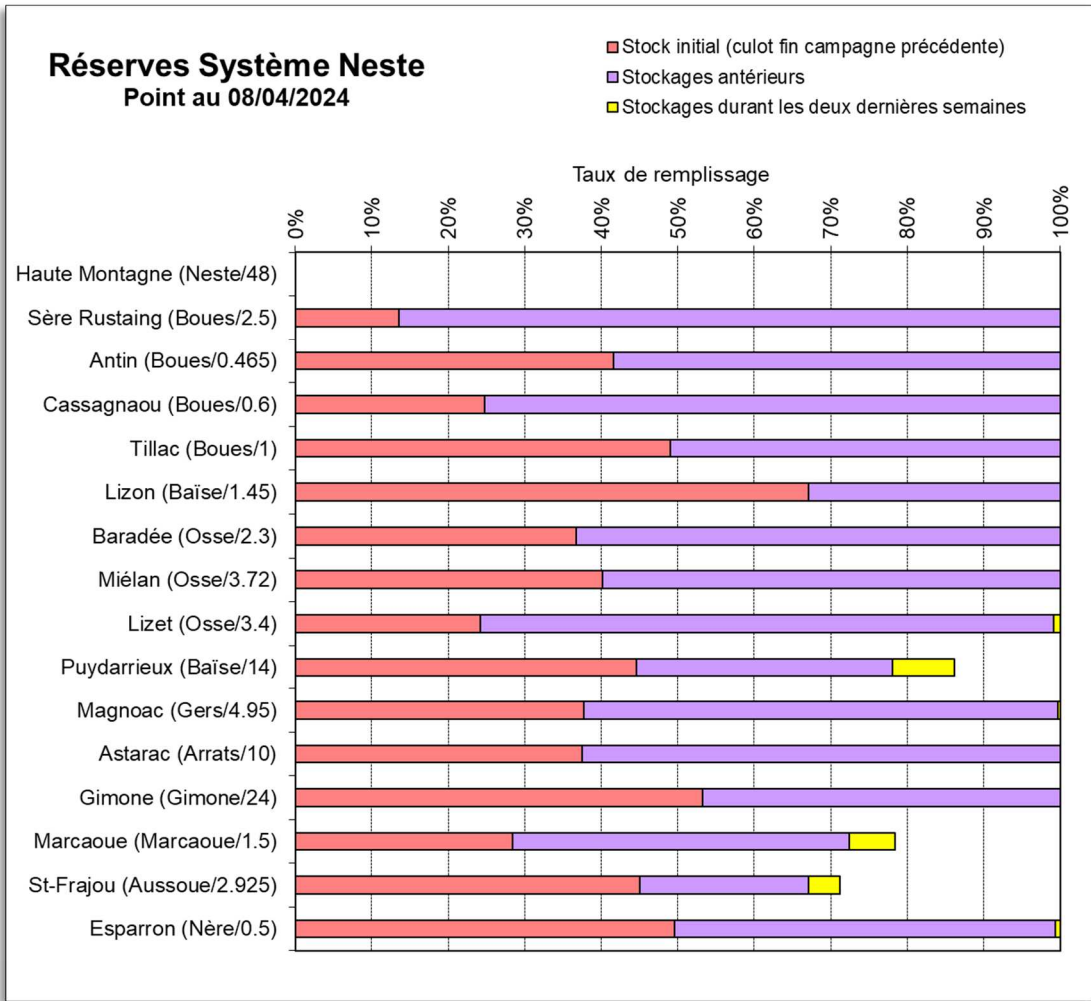 Réserves Système Neste
Point au 08/04/2024
Stock initial (culot fin campagne précédente)
Stockages antérieurs
Stockages durant les deux dernières semaines
Taux de remplissage
0% 10% 20% 30% 40% 50% 60% 70% 80% 90% 100%
Haute Montagne (Neste/48)
Sère Rustaing (Boues/2.5)
Antin (Boues/0.465)
Cassagnaou (Boues/0.6)
Tillac (Boues/1)
Lizon (Baïse/1.45)
Baradée (Osse/2.3)
Miélan (Osse/3.72)
Lizet (Osse/3.4)
Puydarrieux (Baïse/14)
Magnoac (Gers/4.95)
Astarac (Arrats/10)
Gimone (Gimone/24)
Marcaoue (Marcaoue/1.5)
St-Frajou (Aussoue/2.925)
Esparron (Nère/0.5)